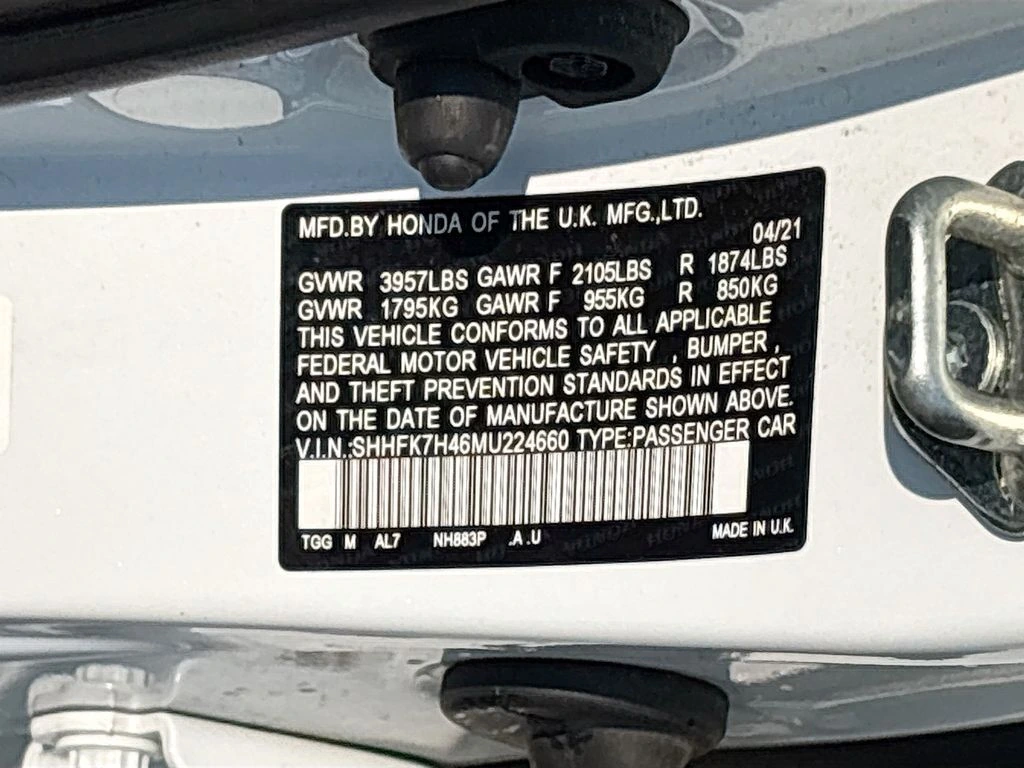 MFD.BY HONDA OF THE U.K. MFG.,LTD.
04/21
GVWR 3957LBS GAWR F 2105LBS R 1874LBS
GVWR 1795KG GAWR F 955KG R 850KG
THIS VEHICLE CONFORMS TO ALL APPLICABLE
FEDERAL MOTOR VEHICLE SAFETY , BUMPER ,
AND THEFT PREVENTION STANDARDS IN EFFECT
ON THE DATE OF MANUFACTURE SHOWN ABOVE.
V.I.N.:SHHFK7H46MU224660 TYPE:PASSENGER CAR
TGG M AL7 NH883P .A .U MADE IN U.K.